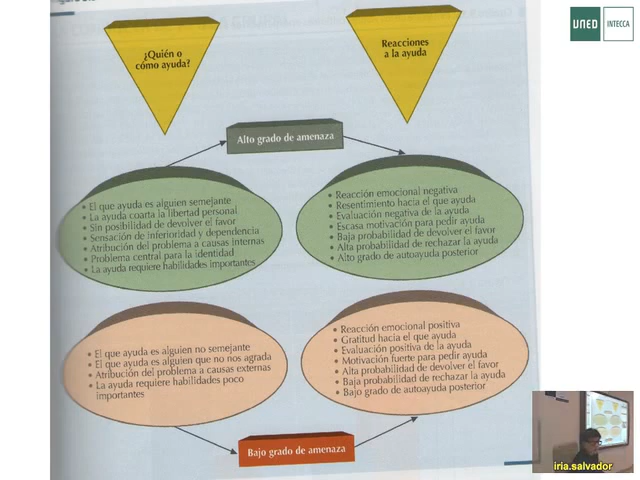 ¿Quién o
cómo ayuda?
Reacciones
a la ayuda
UNED
INTECCA
Alto grado de amenaza
• El que ayuda es alguien semejante
• La ayuda coarta la libertad personal
• Sin posibilidad de devolver el favor
• Sensación de inferioridad y dependencia
• Atribución del problema a causas internas
• Problema central para la identidad
• La ayuda requiere habilidades importantes
• Reacción emocional negativa
• Resentimiento hacia el que ayuda
• Evaluación negativa de la ayuda
• Escasa motivación para pedir ayuda
• Baja probabilidad de devolver el favor
• Alta probabilidad de rechazar la ayuda
• Alto grado de autoayuda posterior
• El que ayuda es alguien no semejante
• El que ayuda es alguien que no nos agrada
• Atribución del problema a causas externas
• La ayuda requiere habilidades poco
importantes
• Reacción emocional positiva
• Gratitud hacia el que ayuda
• Evaluación positiva de la ayuda
• Motivación fuerte para pedir ayuda
• Alta probabilidad de devolver el favor
• Baja probabilidad de rechazar la ayuda
• Bajo grado de autoayuda posterior
Bajo grado de amenaza
iria.salvador